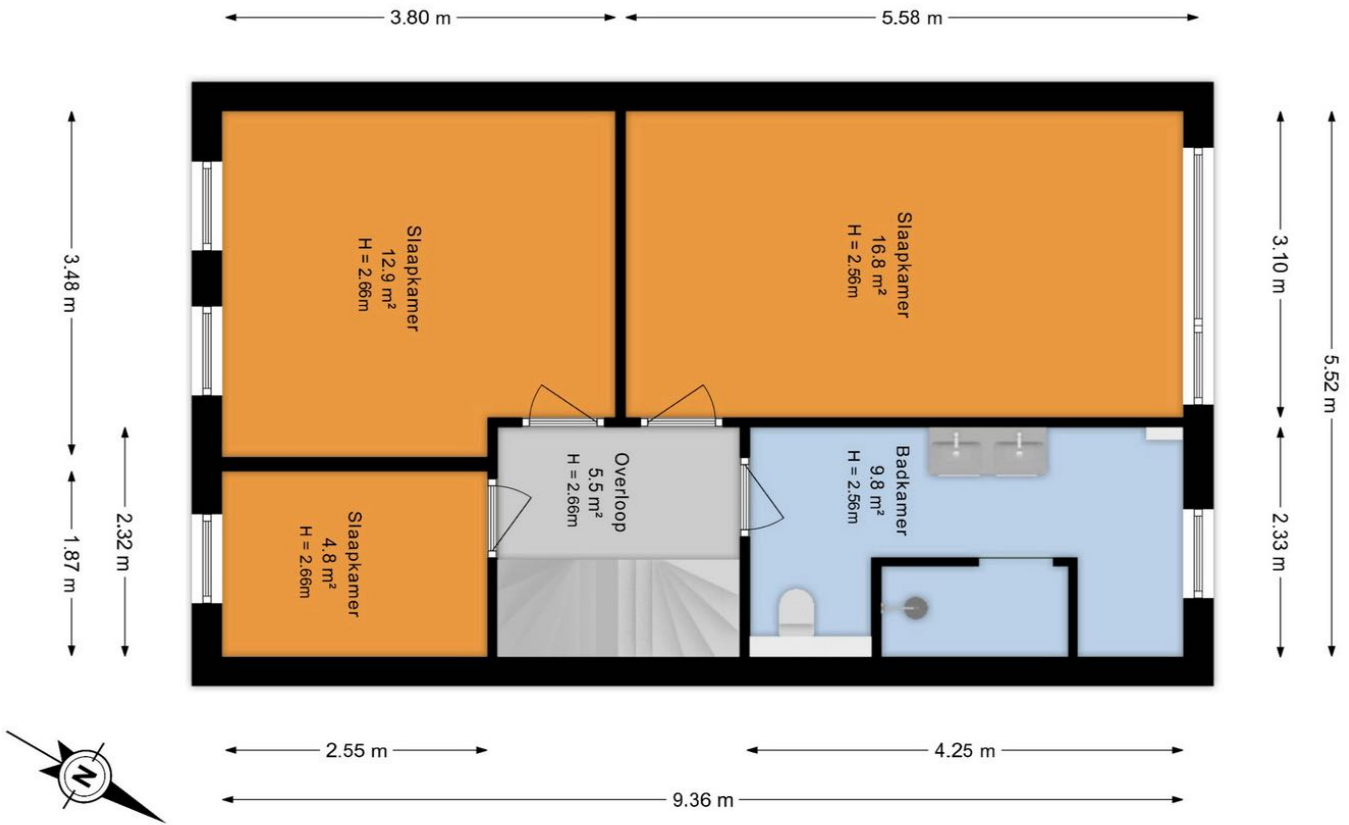 3.80 m
5.58 m
3.48 m
1.87 m
2.32 m
Slaapkamer
12.9 m²
H = 2.66m
Slaapkamer
16.8 m²
H = 2.56m
3.10 m
5.52 m
2.33 m
Slaapkamer
4.8 m²
H = 2.66m
Overloop
5.5 m²
H = 2.66m
Badkamer
9.8 m²
H = 2.56m
2.55 m
4.25 m
9.36 m
N